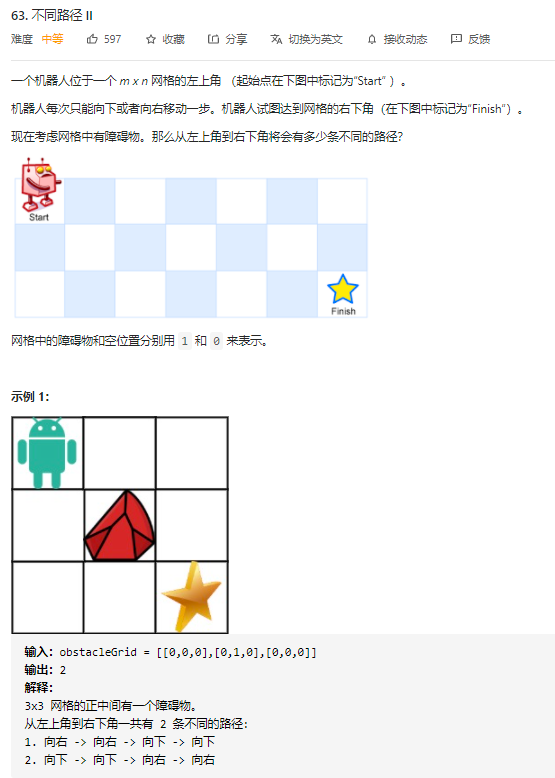 63. 不同路径 II
难度 中等 597 收藏 分享 切换为英文 接收动态 反馈
一个机器人位于一个 m x n 网格的左上角 （起始点在下图中标记为“Start” ）。
机器人每次只能向下或者向右移动一步。机器人试图达到网格的右下角（在下图中标记为“Finish”）。
现在考虑网格中有障碍物。那么从左上角到右下角将会有多少条不同的路径？
Start
Finish
网格中的障碍物和空位置分别用 1 和 0 来表示。
示例 1：
输入：obstacleGrid = [[0,0,0],[0,1,0],[0,0,0]]
输出：2
解释：
3x3 网格的正中间有一个障碍物。
从左上角到右下角一共有 2 条不同的路径：
1. 向右 -> 向右 -> 向下 -> 向下
2. 向下 -> 向下 -> 向右 -> 向右